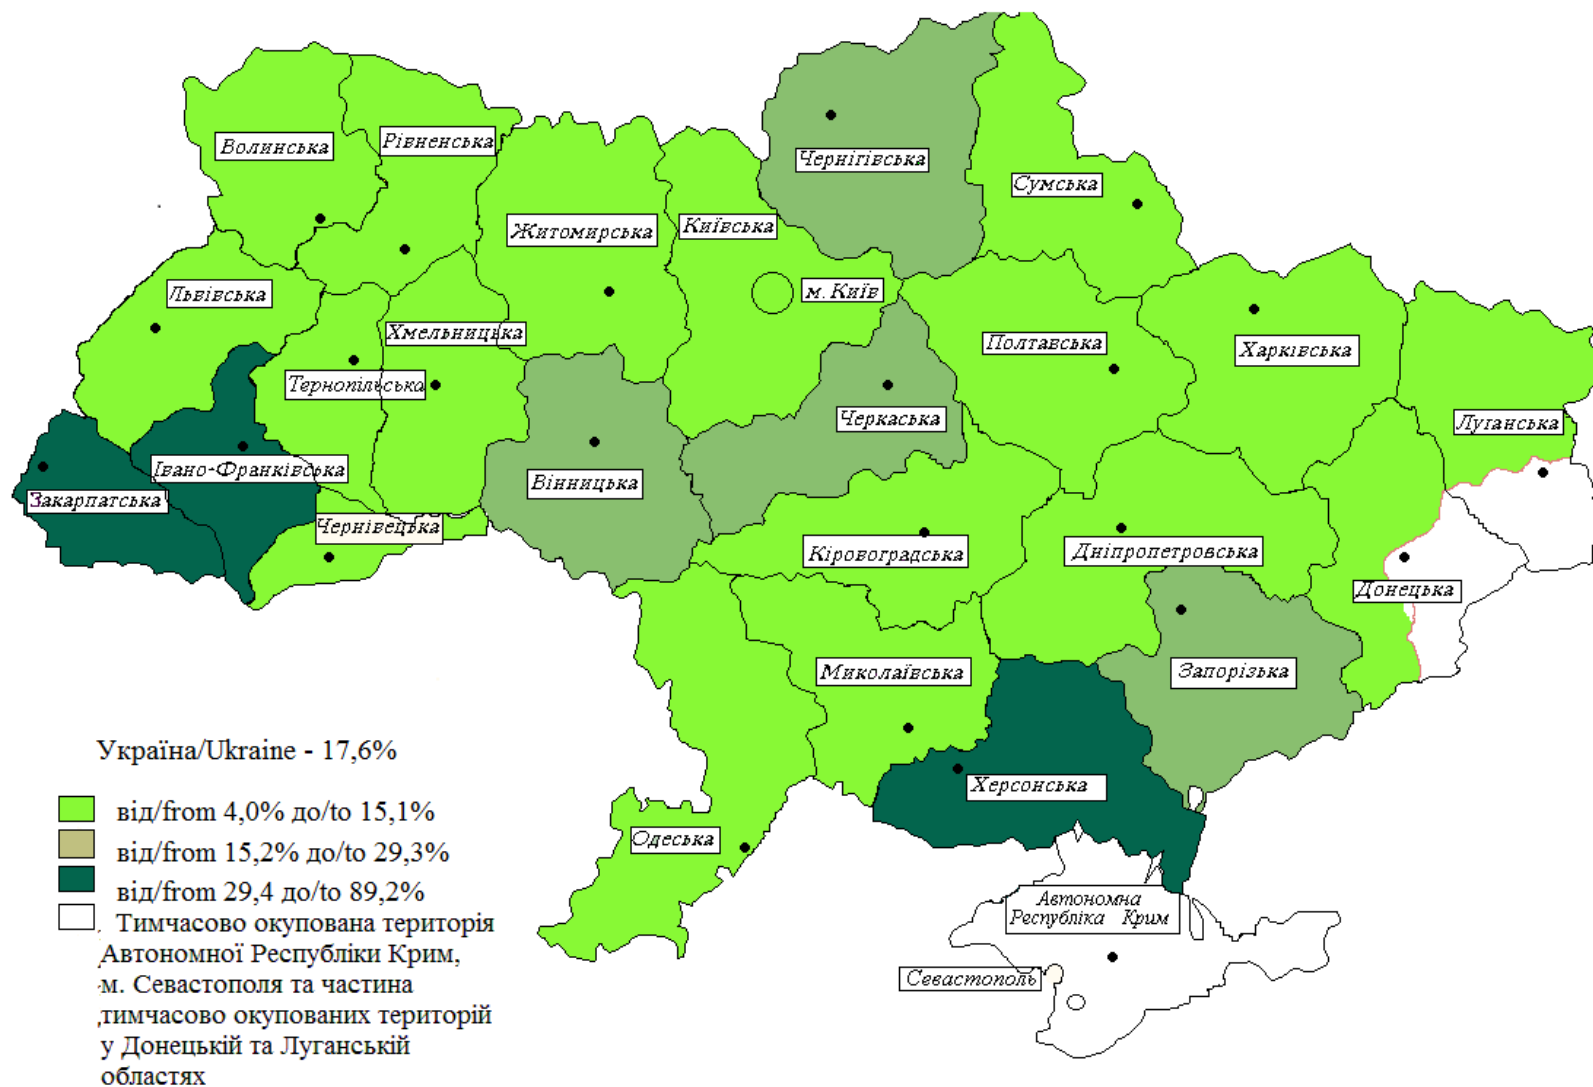 Волинська
Рівненська
Чернігівська
Сумська
Житомирська
Київська
м. Київ
Львівська
Хмельницька
Тернопільська
Полтавська
Харківська
Черкаська
Луганська
Івано-Франківська
Закарпатська
Вінницька
Чернівецька
Кіровоградська
Дніпропетровська
Донецька
Миколаївська
Запорізька
Херсонська
Одеська
Автономна
Республіка Крим
Севастополь
Україна/Ukraine - 17,6%
від/from 4,0% до/to 15,1%
від/from 15,2% до/to 29,3%
від/from 29,4 до/to 89,2%
Тимчасово окупована територія
Автономної Республіки Крим,
м. Севастополя та частина
тимчасово окупованих територій
у Донецькій та Луганській
областях